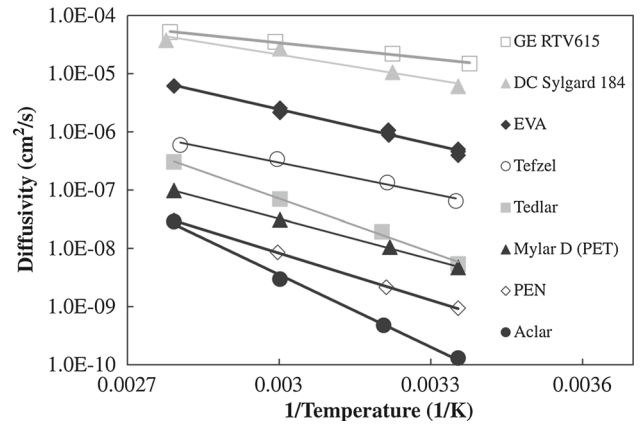 1.0E-04
1.0E-05
1.0E-06
1.0E-07
1.0E-08
1.0E-09
1.0E-10
Diffusivity (cm²/s)
0.0027
0.003
0.0033
0.0036
1/Temperature (1/K)
GE RTV615
DC Sylgard 184
EVA
Tefzel
Tedlar
Mylar D (PET)
PEN
Aclar